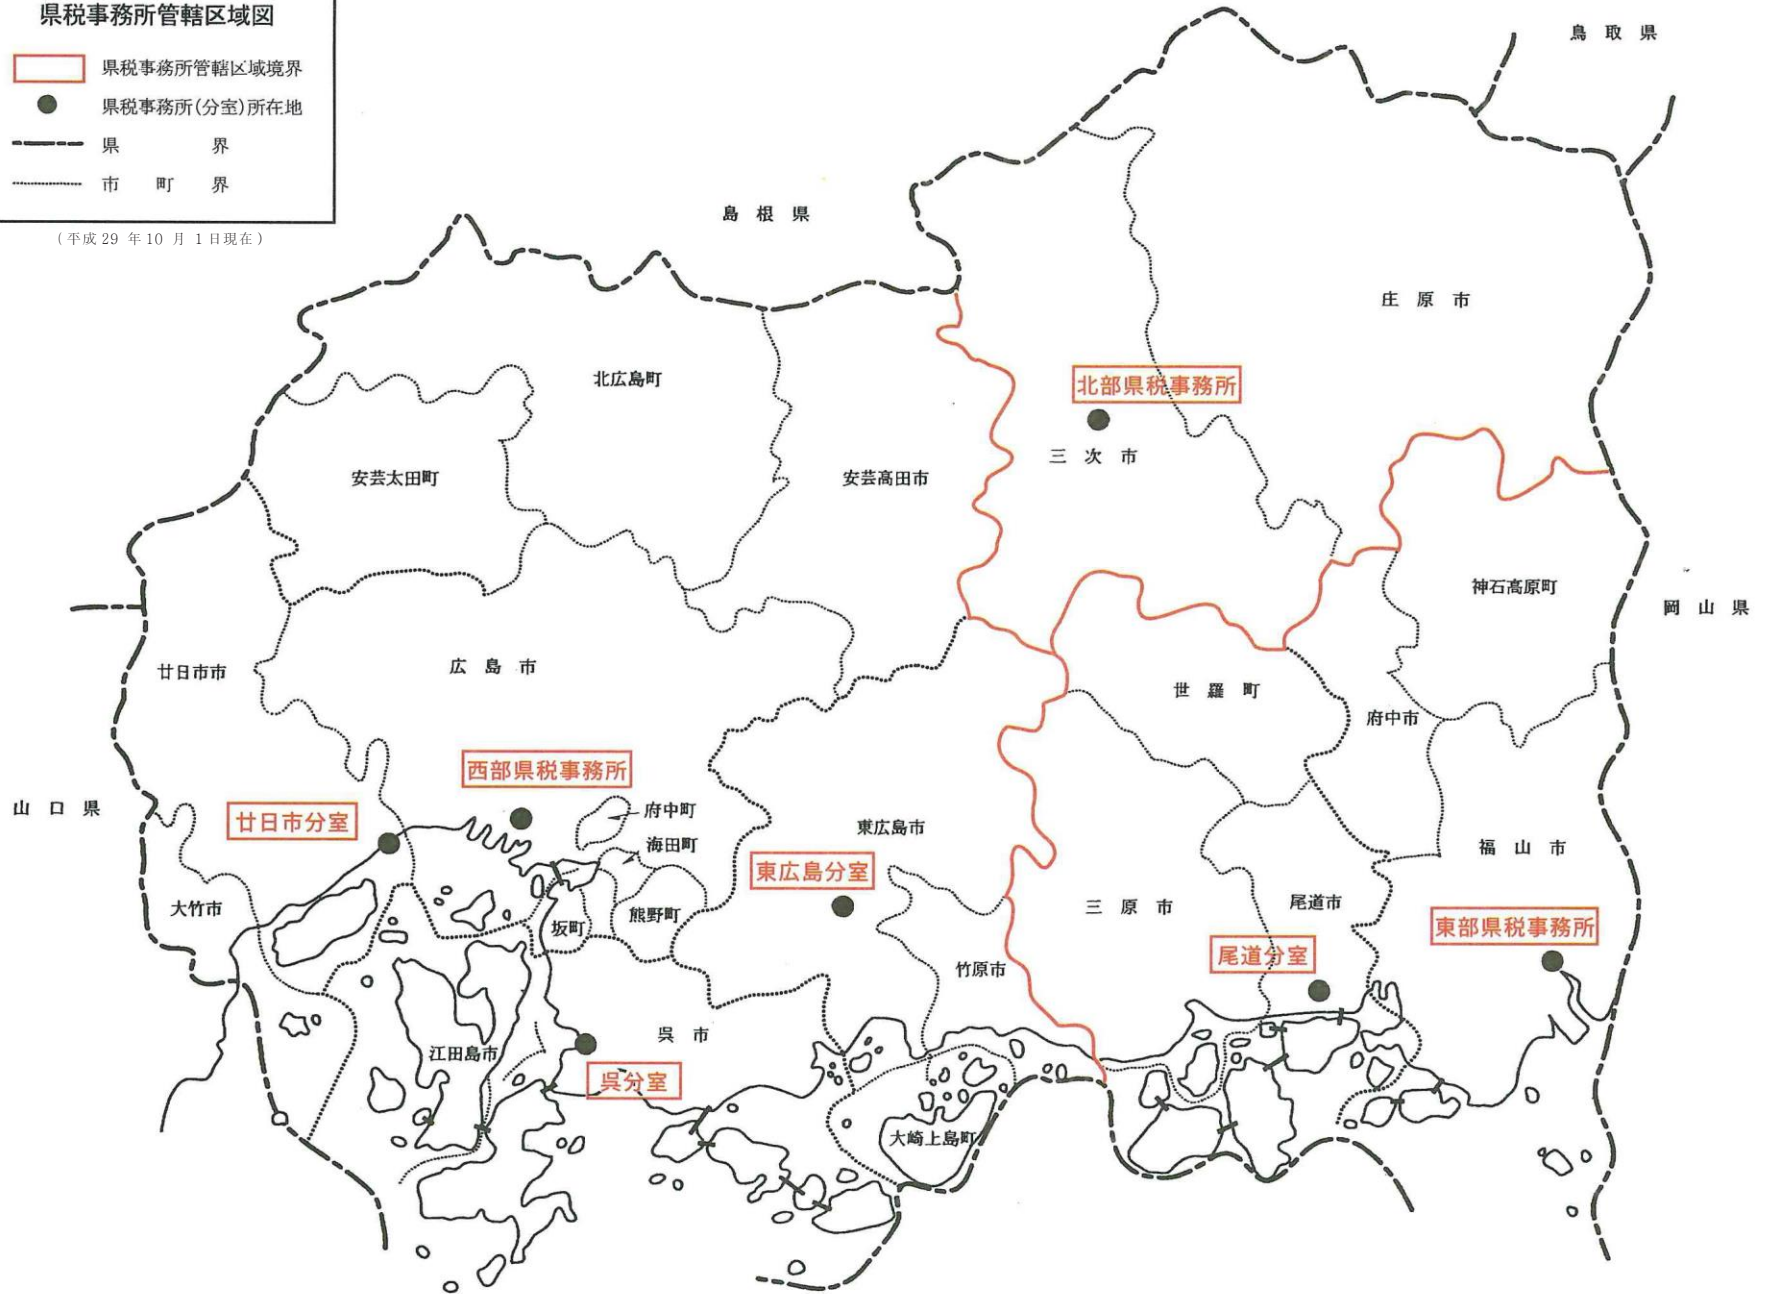 県税事務所管轄区域図
県税事務所管轄区域境界
県税事務所(分室)所在地
県　界
市　町　界
(平成 29 年 10 月 1 日現在)
鳥取県
島根県
庄原市
北広島町
北部県税事務所
安芸太田町
安芸高田市
三次市
神石高原町
岡山県
廿日市市
広島市
世羅町
府中市
西部県税事務所
山口県
廿日市分室
府中町
海田町
東広島市
福山市
東広島分室
大竹市
坂町
熊野町
三原市
尾道市
東部県税事務所
尾道分室
竹原市
呉市
江田島市
呉分室
大崎上島町